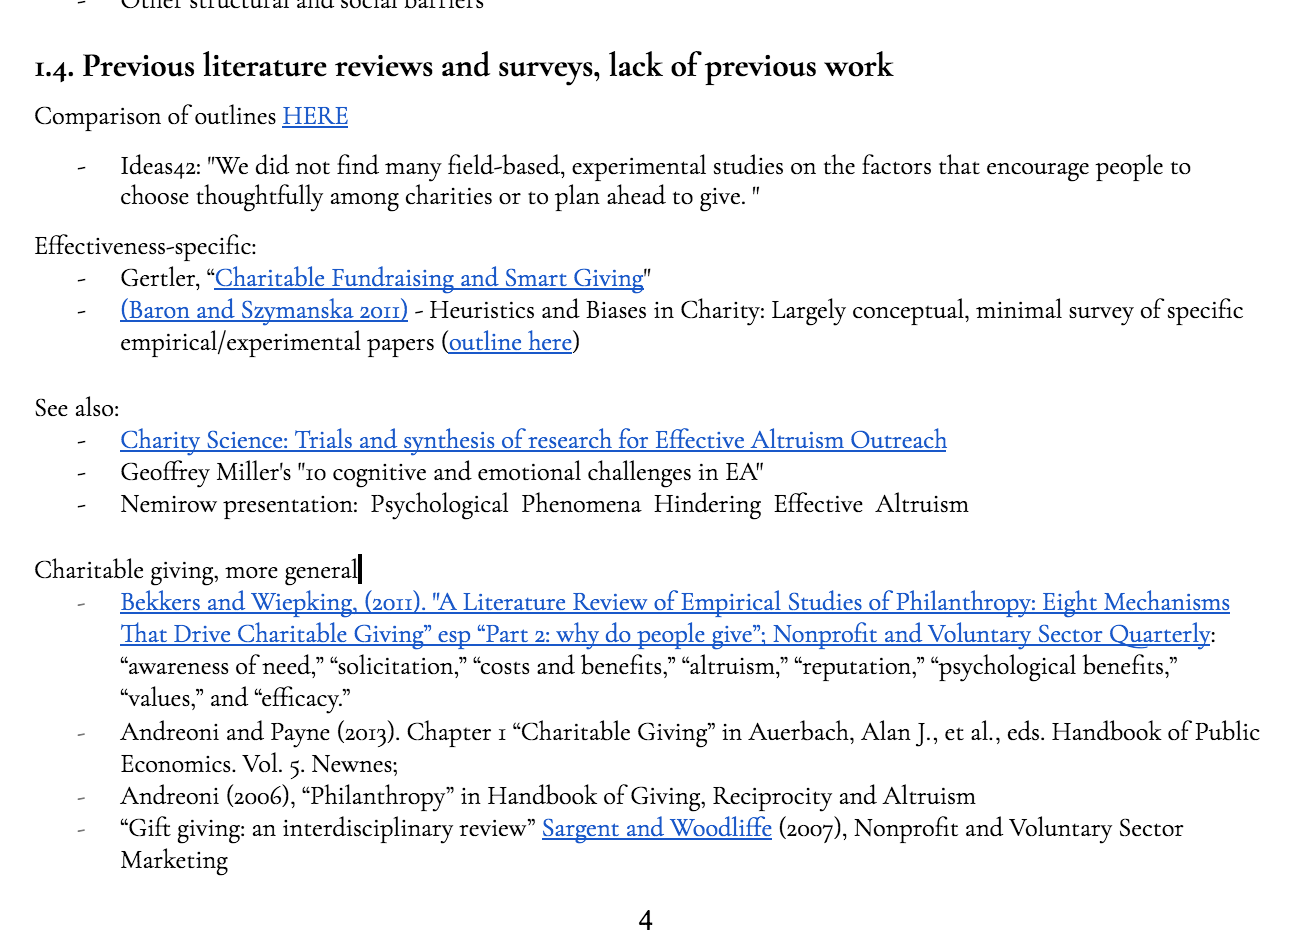 - Other structural and social barriers
1.4. Previous literature reviews and surveys, lack of previous work
Comparison of outlines HERE
- Ideas42: "We did not find many field-based, experimental studies on the factors that encourage people to
choose thoughtfully among charities or to plan ahead to give. "
Effectiveness-specific:
- Gertler, “Charitable Fundraising and Smart Giving"
- (Baron and Szymanska 2011) - Heuristics and Biases in Charity: Largely conceptual, minimal survey of specific
empirical/experimental papers (outline here)
See also:
- Charity Science: Trials and synthesis of research for Effective Altruism Outreach
- Geoffrey Miller's "10 cognitive and emotional challenges in EA"
- Nemirow presentation: Psychological Phenomena Hindering Effective Altruism
Charitable giving, more general
- Bekkers and Wiepking, (2011). "A Literature Review of Empirical Studies of Philanthropy: Eight Mechanisms
That Drive Charitable Giving” esp “Part 2: why do people give”; Nonprofit and Voluntary Sector Quarterly:
“awareness of need,” “solicitation,” “costs and benefits,” “altruism,” “reputation,” “psychological benefits,”
“values,” and “efficacy.”
- Andreoni and Payne (2013). Chapter 1 “Charitable Giving” in Auerbach, Alan J., et al., eds. Handbook of Public
Economics. Vol. 5. Newnes;
- Andreoni (2006), “Philanthropy” in Handbook of Giving, Reciprocity and Altruism
- “Gift giving: an interdisciplinary review” Sargent and Woodliffe (2007), Nonprofit and Voluntary Sector
Marketing
4